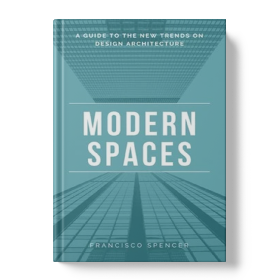 A GUIDE TO THE NEW TRENDS ON
DESIGN ARCHITECTURE
MODERN
SPACES
FRANCISCO SPENCER